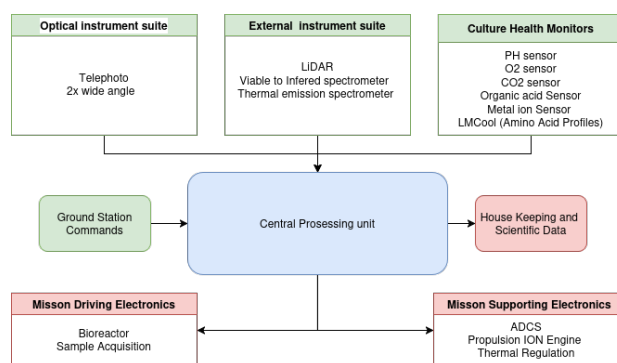 Optical instrument suite
Telephoto
2x wide angle
External instrument suite
LiDAR
Viable to Infered spectrometer
Thermal emission spectrometer
Culture Health Monitors
PH sensor
O2 sensor
CO2 sensor
Organic acid Sensor
Metal ion Sensor
LMCool (Amino Acid Profiles)
Ground Station
Commands
Central Prosessing unit
House Keeping and
Scientific Data
Misson Driving Electronics
Bioreactor
Sample Acquisition
Misson Supporting Electronics
ADCS
Propulsion ION Engine
Thermal Regulation